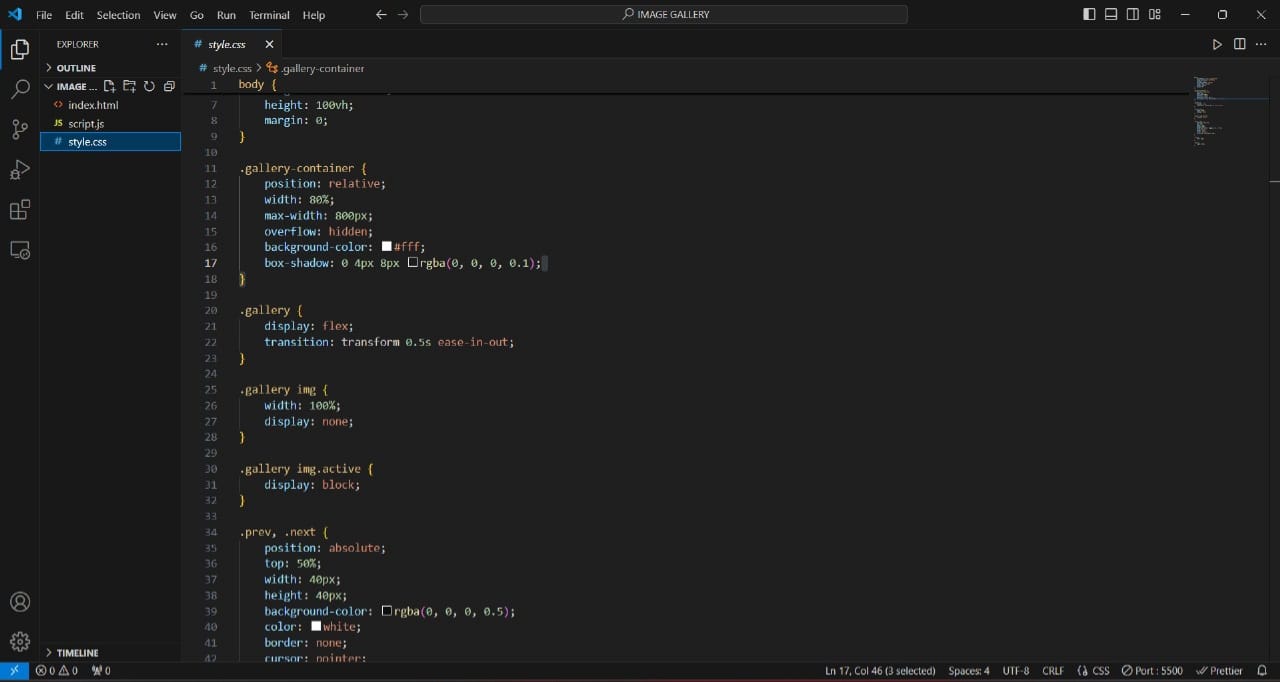 File Edit Selection View Go Run Terminal Help
IMAGE GALLERY
EXPLORER
OUTLINE
IMAGE ...
<> index.html
JS script.js
# style.css
TIMELINE
# style.css
# style.css > .gallery-container
1 body {
7 height: 100vh;
8 margin: 0;
9 }
10
11 .gallery-container {
12 position: relative;
13 width: 80%;
14 max-width: 800px;
15 overflow: hidden;
16 background-color: #fff;
17 box-shadow: 0 4px 8px rgba(0, 0, 0, 0.1);
18 }
19
20 .gallery {
21 display: flex;
22 transition: transform 0.5s ease-in-out;
23 }
24
25 .gallery img {
26 width: 100%;
27 display: none;
28 }
29
30 .gallery img.active {
31 display: block;
32 }
33
34 .prev, .next {
35 position: absolute;
36 top: 50%;
37 width: 40px;
38 height: 40px;
39 background-color: rgba(0, 0, 0, 0.5);
40 color: white;
41 border: none;
42 cursor: pointer;
0 0 0
Ln 17, Col 46 (3 selected) Spaces: 4 UTF-8 CRLF {} CSS Port : 5500 Prettier